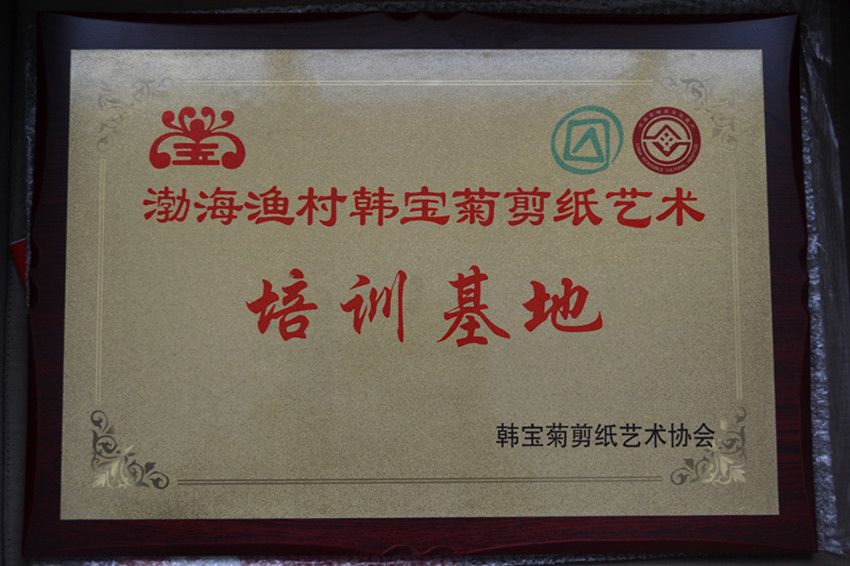 宝
渤海渔村韩宝菊剪纸艺术
培训基地
韩宝菊剪纸艺术协会